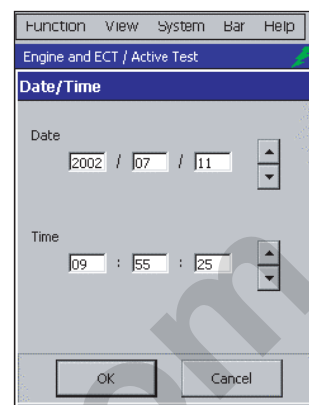 Function View System Bar Help
Engine and ECT / Active Test
Date/Time
Date
2002 / 07 / 11
Time
09 : 55 : 25
OK Cancel